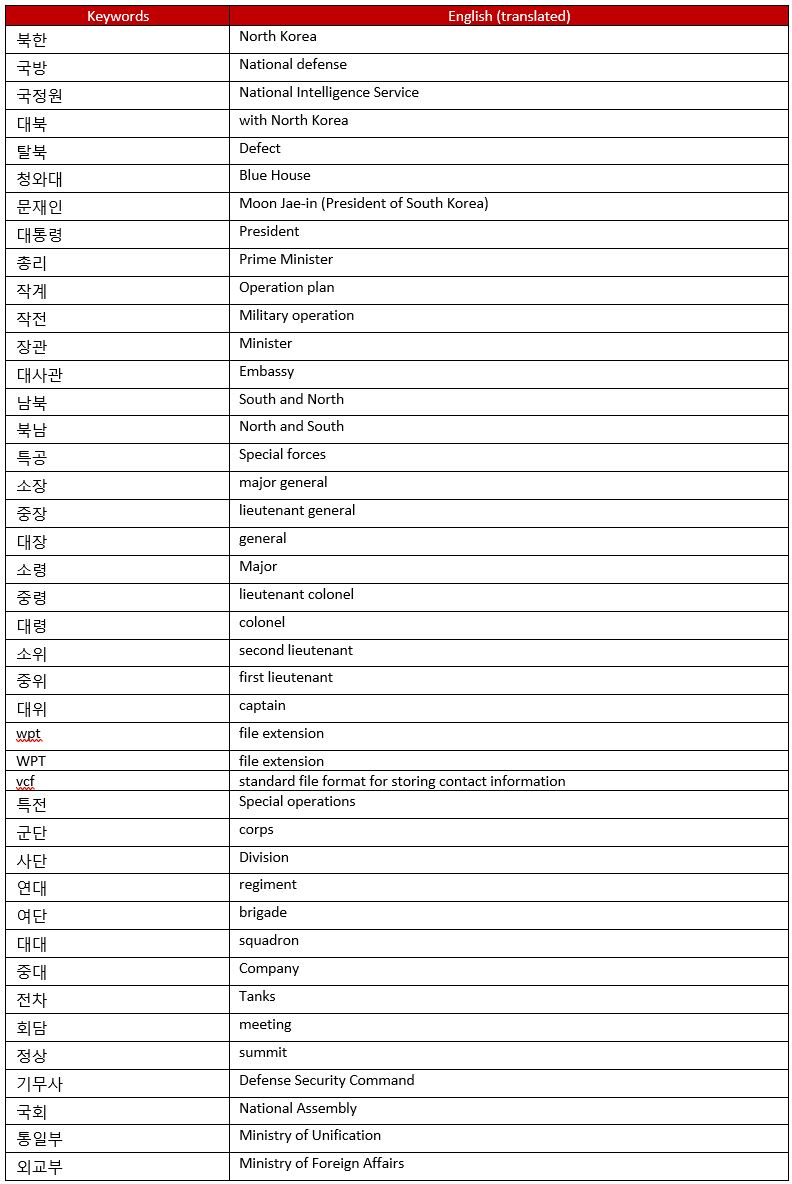 Keywords English (translated)
북한 North Korea
국방 National defense
국정원 National Intelligence Service
대북 with North Korea
탈북 Defect
청와대 Blue House
문재인 Moon Jae-in (President of South Korea)
대통령 President
총리 Prime Minister
작계 Operation plan
작전 Military operation
장관 Minister
대사관 Embassy
남북 South and North
북남 North and South
특공 Special forces
소장 major general
중장 lieutenant general
대장 general
소령 Major
중령 lieutenant colonel
대령 colonel
소위 second lieutenant
중위 first lieutenant
대위 captain
wpt file extension
WPT file extension
vcf standard file format for storing contact information
특전 Special operations
군단 corps
사단 Division
연대 regiment
여단 brigade
대대 squadron
중대 Company
전차 Tanks
회담 meeting
정상 summit
기무사 Defense Security Command
국회 National Assembly
통일부 Ministry of Unification
외교부 Ministry of Foreign Affairs